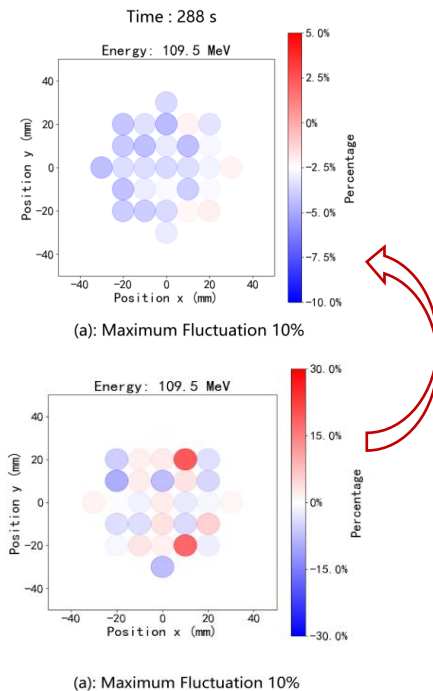 Time : 288 s
Energy: 109.5 MeV
Position y (mm)
40
20
0
−20
−40
−40 −20 0 20 40
Position x (mm)
5.0%
2.5%
0%
−2.5%
−5.0%
−7.5%
−10.0%
Percentage
(a): Maximum Fluctuation 10%
Energy: 109.5 MeV
Position y (mm)
40
20
0
−20
−40
−40 −20 0 20 40
Position x (mm)
30.0%
15.0%
0%
−15.0%
−30.0%
Percentage
(a): Maximum Fluctuation 10%